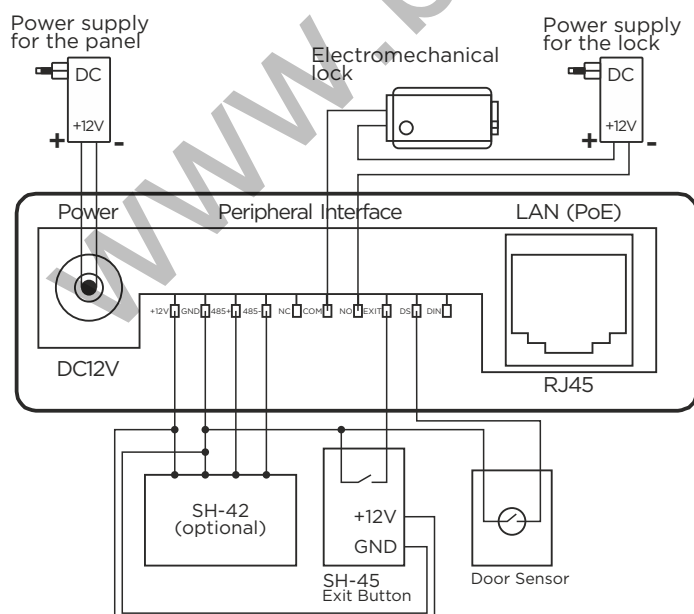 Power supply
for the panel
Electromechanical
lock
Power supply
for the lock
DC
DC
+12V
+12V
+ -
+ -
www.
Power
Peripheral Interface
LAN (PoE)
+12V GND 485+ 485- NC COM NO EXIT DS DIN
DC12V
RJ45
SH-42
(optional)
+12V
GND
SH-45
Exit Button
Door Sensor